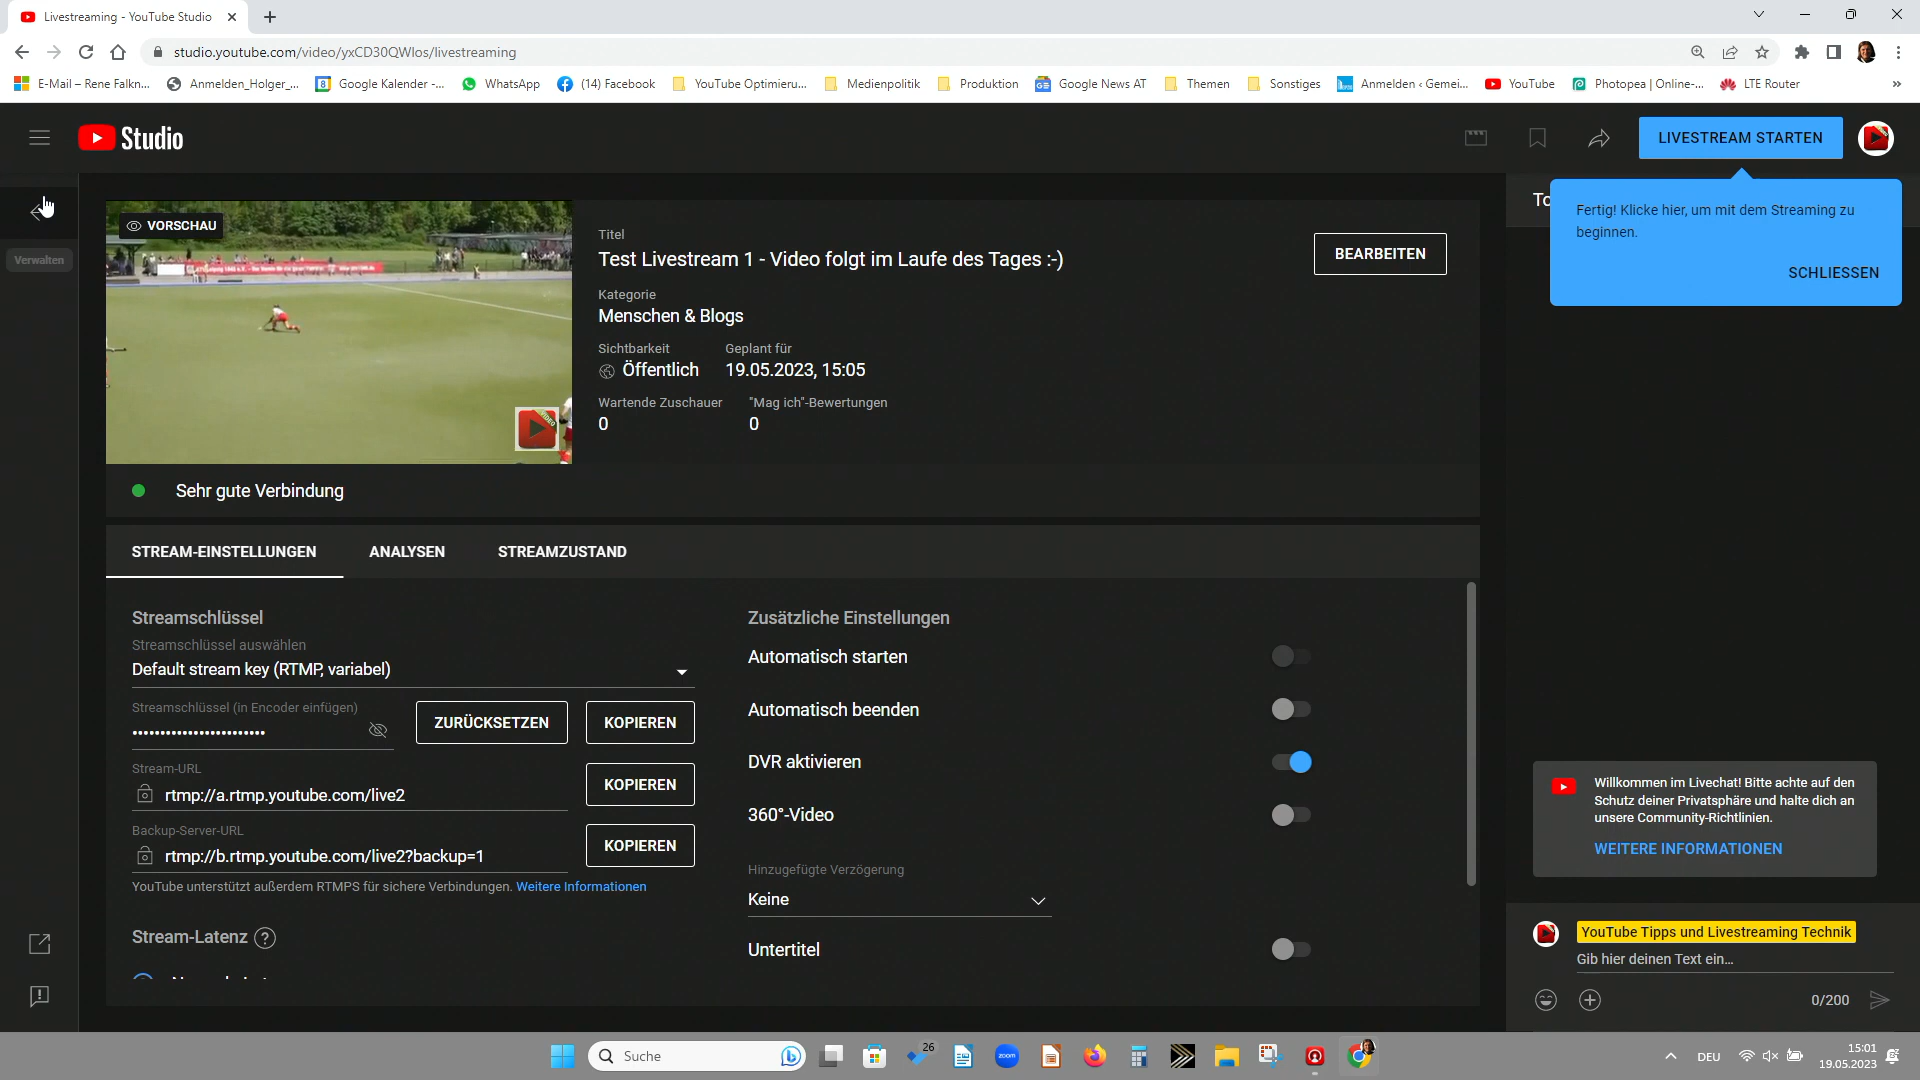 Livestreaming - YouTube Studio
studio.youtube.com/video/yxCD30QWlos/livestreaming
E-Mail – Rene Falkn...
Anmelden_Holger_...
Google Kalender -...
WhatsApp
(14) Facebook
YouTube Optimieru...
Medienpolitik
Produktion
Google News AT
Themen
Sonstiges
Anmelden ‹ Gemei...
YouTube
Photopea | Online-...
LTE Router
Studio
LIVESTREAM STARTEN
Verwalten
VORSCHAU
Titel
Test Livestream 1 - Video folgt im Laufe des Tages :-)
BEARBEITEN
Kategorie
Menschen & Blogs
Sichtbarkeit
Öffentlich
Geplant für
19.05.2023, 15:05
Wartende Zuschauer
0
"Mag ich"-Bewertungen
0
To
Fertig! Klicke hier, um mit dem Streaming zu
beginnen.
SCHLIESSEN
Sehr gute Verbindung
STREAM-EINSTELLUNGEN
ANALYSEN
STREAMZUSTAND
Streamschlüssel
Streamschlüssel auswählen
Default stream key (RTMP, variabel)
Streamschlüssel (in Encoder einfügen)
••••••••••••••••••••••••
ZURÜCKSETZEN
KOPIEREN
Stream-URL
rtmp://a.rtmp.youtube.com/live2
KOPIEREN
Backup-Server-URL
rtmp://b.rtmp.youtube.com/live2?backup=1
KOPIEREN
YouTube unterstützt außerdem RTMPS für sichere Verbindungen. Weitere Informationen
Stream-Latenz
Zusätzliche Einstellungen
Automatisch starten
Automatisch beenden
DVR aktivieren
360°-Video
Hinzugefügte Verzögerung
Keine
Untertitel
Willkommen im Livechat! Bitte achte auf den
Schutz deiner Privatsphäre und halte dich an
unsere Community-Richtlinien.
WEITERE INFORMATIONEN
YouTube Tipps und Livestreaming Technik
Gib hier deinen Text ein...
0/200
Suche
26
zoom
DEU
15:01
19.05.2023